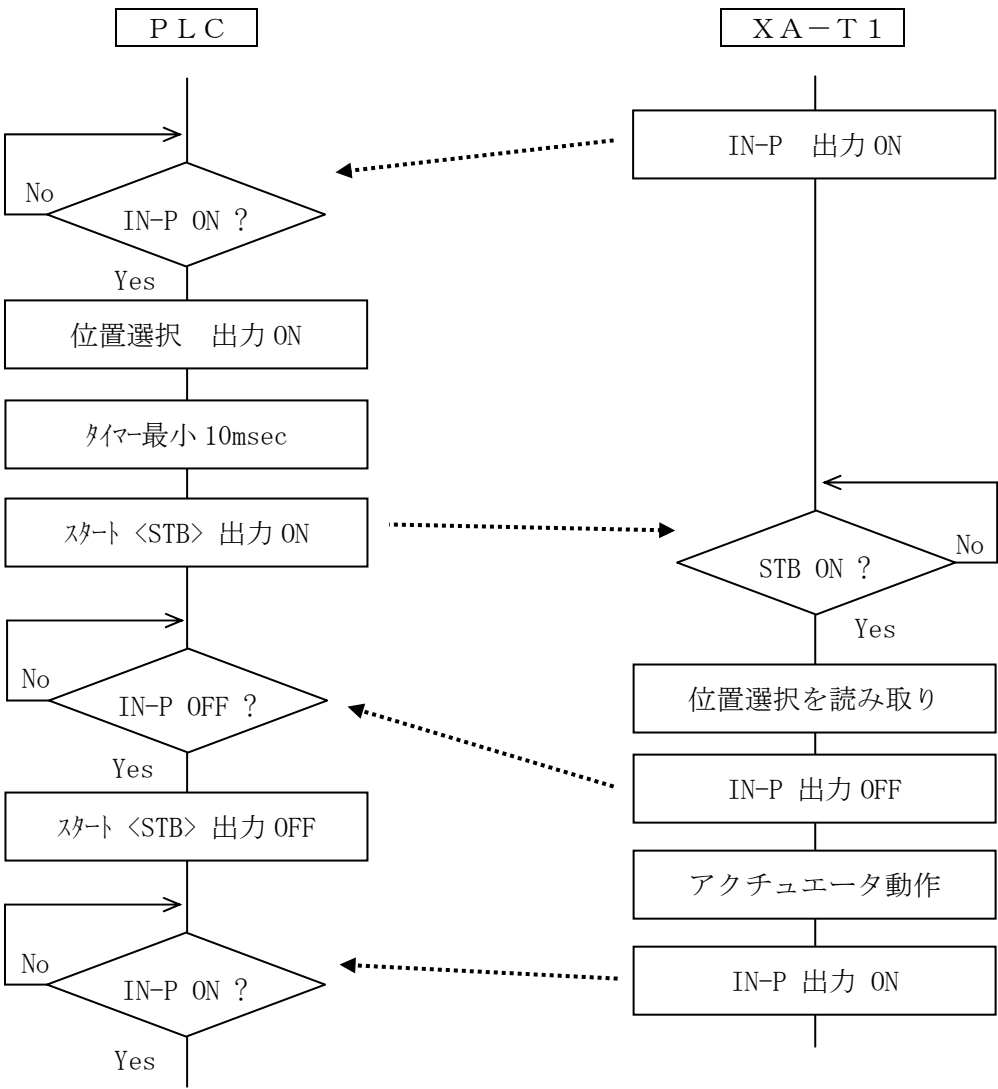 ＰＬＣ
IN-P ON ?
No
Yes
位置選択　出力 ON
ﾀｲﾏｰ最小 10msec
ｽﾀｰﾄ <STB> 出力 ON
No
IN-P OFF ?
Yes
ｽﾀｰﾄ <STB> 出力 OFF
No
IN-P ON ?
Yes
ＸＡ－Ｔ１
IN-P　出力 ON
STB ON ?
No
Yes
位置選択を読み取り
IN-P 出力 OFF
アクチュエータ動作
IN-P 出力 ON